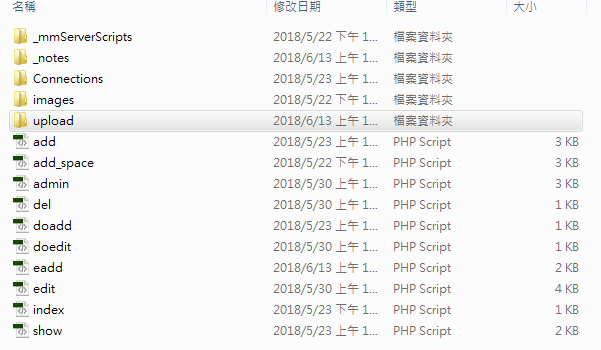 名稱 修改日期 類型 大小
_mmServerScripts 2018/5/22 下午 1... 檔案資料夾
_notes 2018/6/13 上午 1... 檔案資料夾
Connections 2018/5/23 上午 1... 檔案資料夾
images 2018/5/22 下午 1... 檔案資料夾
upload 2018/6/13 上午 1... 檔案資料夾
add 2018/5/23 上午 1... PHP Script 3 KB
add_space 2018/5/22 下午 1... PHP Script 3 KB
admin 2018/5/30 上午 1... PHP Script 3 KB
del 2018/5/30 上午 1... PHP Script 1 KB
doadd 2018/5/23 上午 1... PHP Script 1 KB
doedit 2018/5/30 上午 1... PHP Script 1 KB
eadd 2018/6/13 上午 1... PHP Script 2 KB
edit 2018/5/30 上午 1... PHP Script 4 KB
index 2018/5/23 下午 1... PHP Script 1 KB
show 2018/5/23 上午 1... PHP Script 2 KB